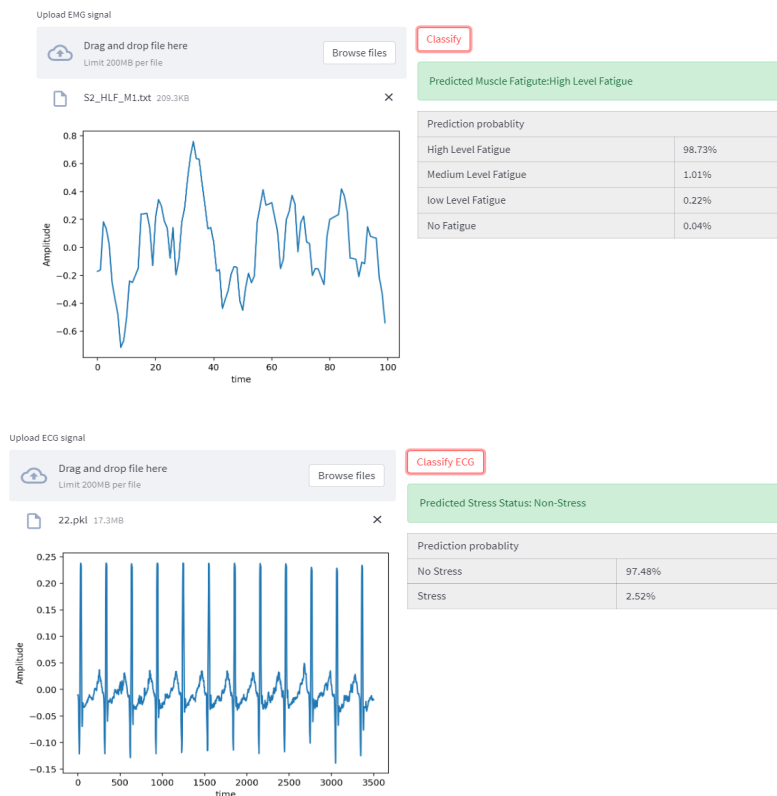 Upload EMG signal
Drag and drop file here
Limit 200MB per file
Browse files
S2_HLF_M1.txt 209.3KB
Classify
Predicted Muscle Fatigute:High Level Fatigue
Prediction probablity
High Level Fatigue 98.73%
Medium Level Fatigue 1.01%
low Level Fatigue 0.22%
No Fatigue 0.04%
Amplitude
0.8
0.6
0.4
0.2
0.0
−0.2
−0.4
−0.6
0 20 40 60 80 100
time
Upload ECG signal
Drag and drop file here
Limit 200MB per file
Browse files
22.pkl 17.3MB
Classify ECG
Predicted Stress Status: Non-Stress
Prediction probablity
No Stress 97.48%
Stress 2.52%
Amplitude
0.25
0.20
0.15
0.10
0.05
0.00
−0.05
−0.10
−0.15
0 500 1000 1500 2000 2500 3000 3500
time